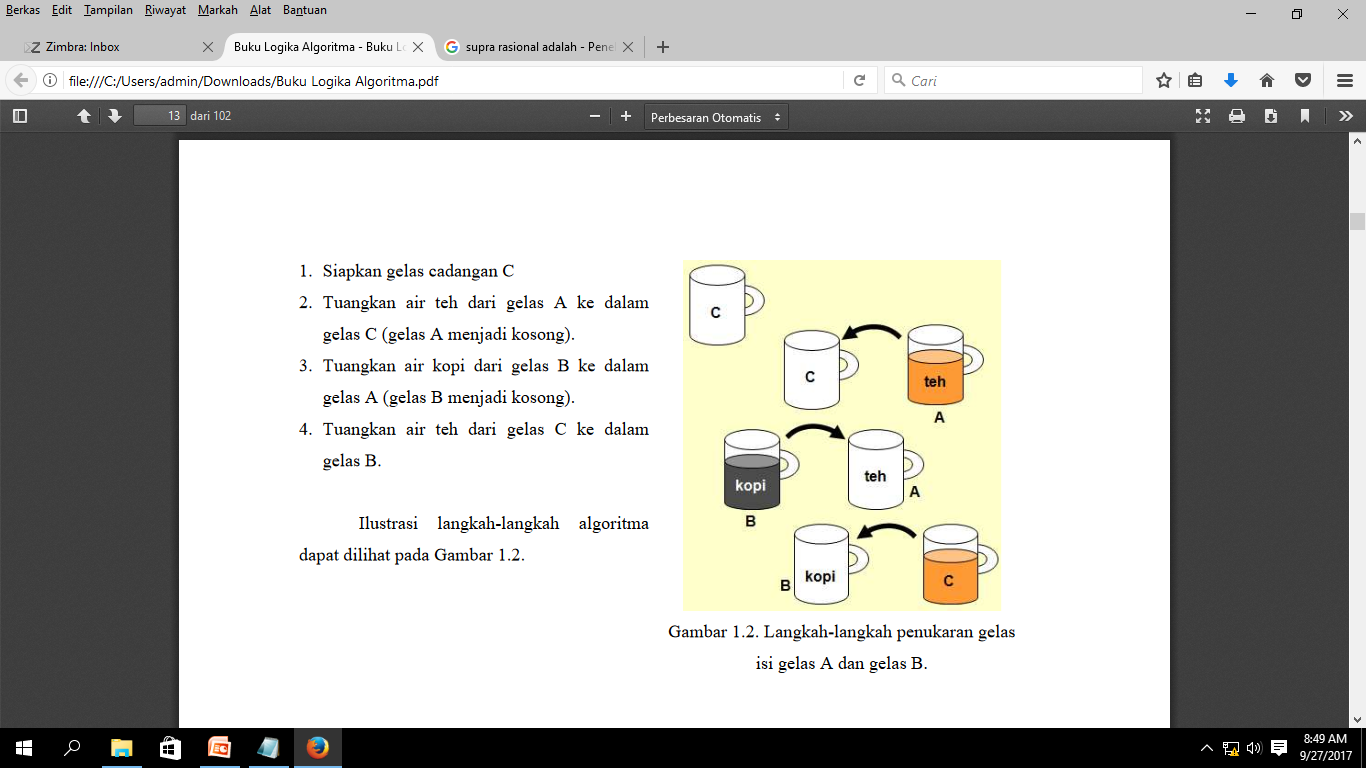 Berkas Edit Tampilan Riwayat Markah Alat Bantuan
Zimbra: Inbox
Buku Logika Algoritma - Buku Lo
supra rasional adalah - Pene
file:///C:/Users/admin/Downloads/Buku Logika Algoritma.pdf
Cari
13 dari 102
Perbesaran Otomatis
1. Siapkan gelas cadangan C
2. Tuangkan air teh dari gelas A ke dalam
gelas C (gelas A menjadi kosong).
3. Tuangkan air kopi dari gelas B ke dalam
gelas A (gelas B menjadi kosong).
4. Tuangkan air teh dari gelas C ke dalam
gelas B.
Ilustrasi langkah-langkah algoritma
dapat dilihat pada Gambar 1.2.
C
C
teh
A
kopi
B
teh
A
B
kopi
C
Gambar 1.2. Langkah-langkah penukaran gelas
isi gelas A dan gelas B.
8:49 AM
9/27/2017